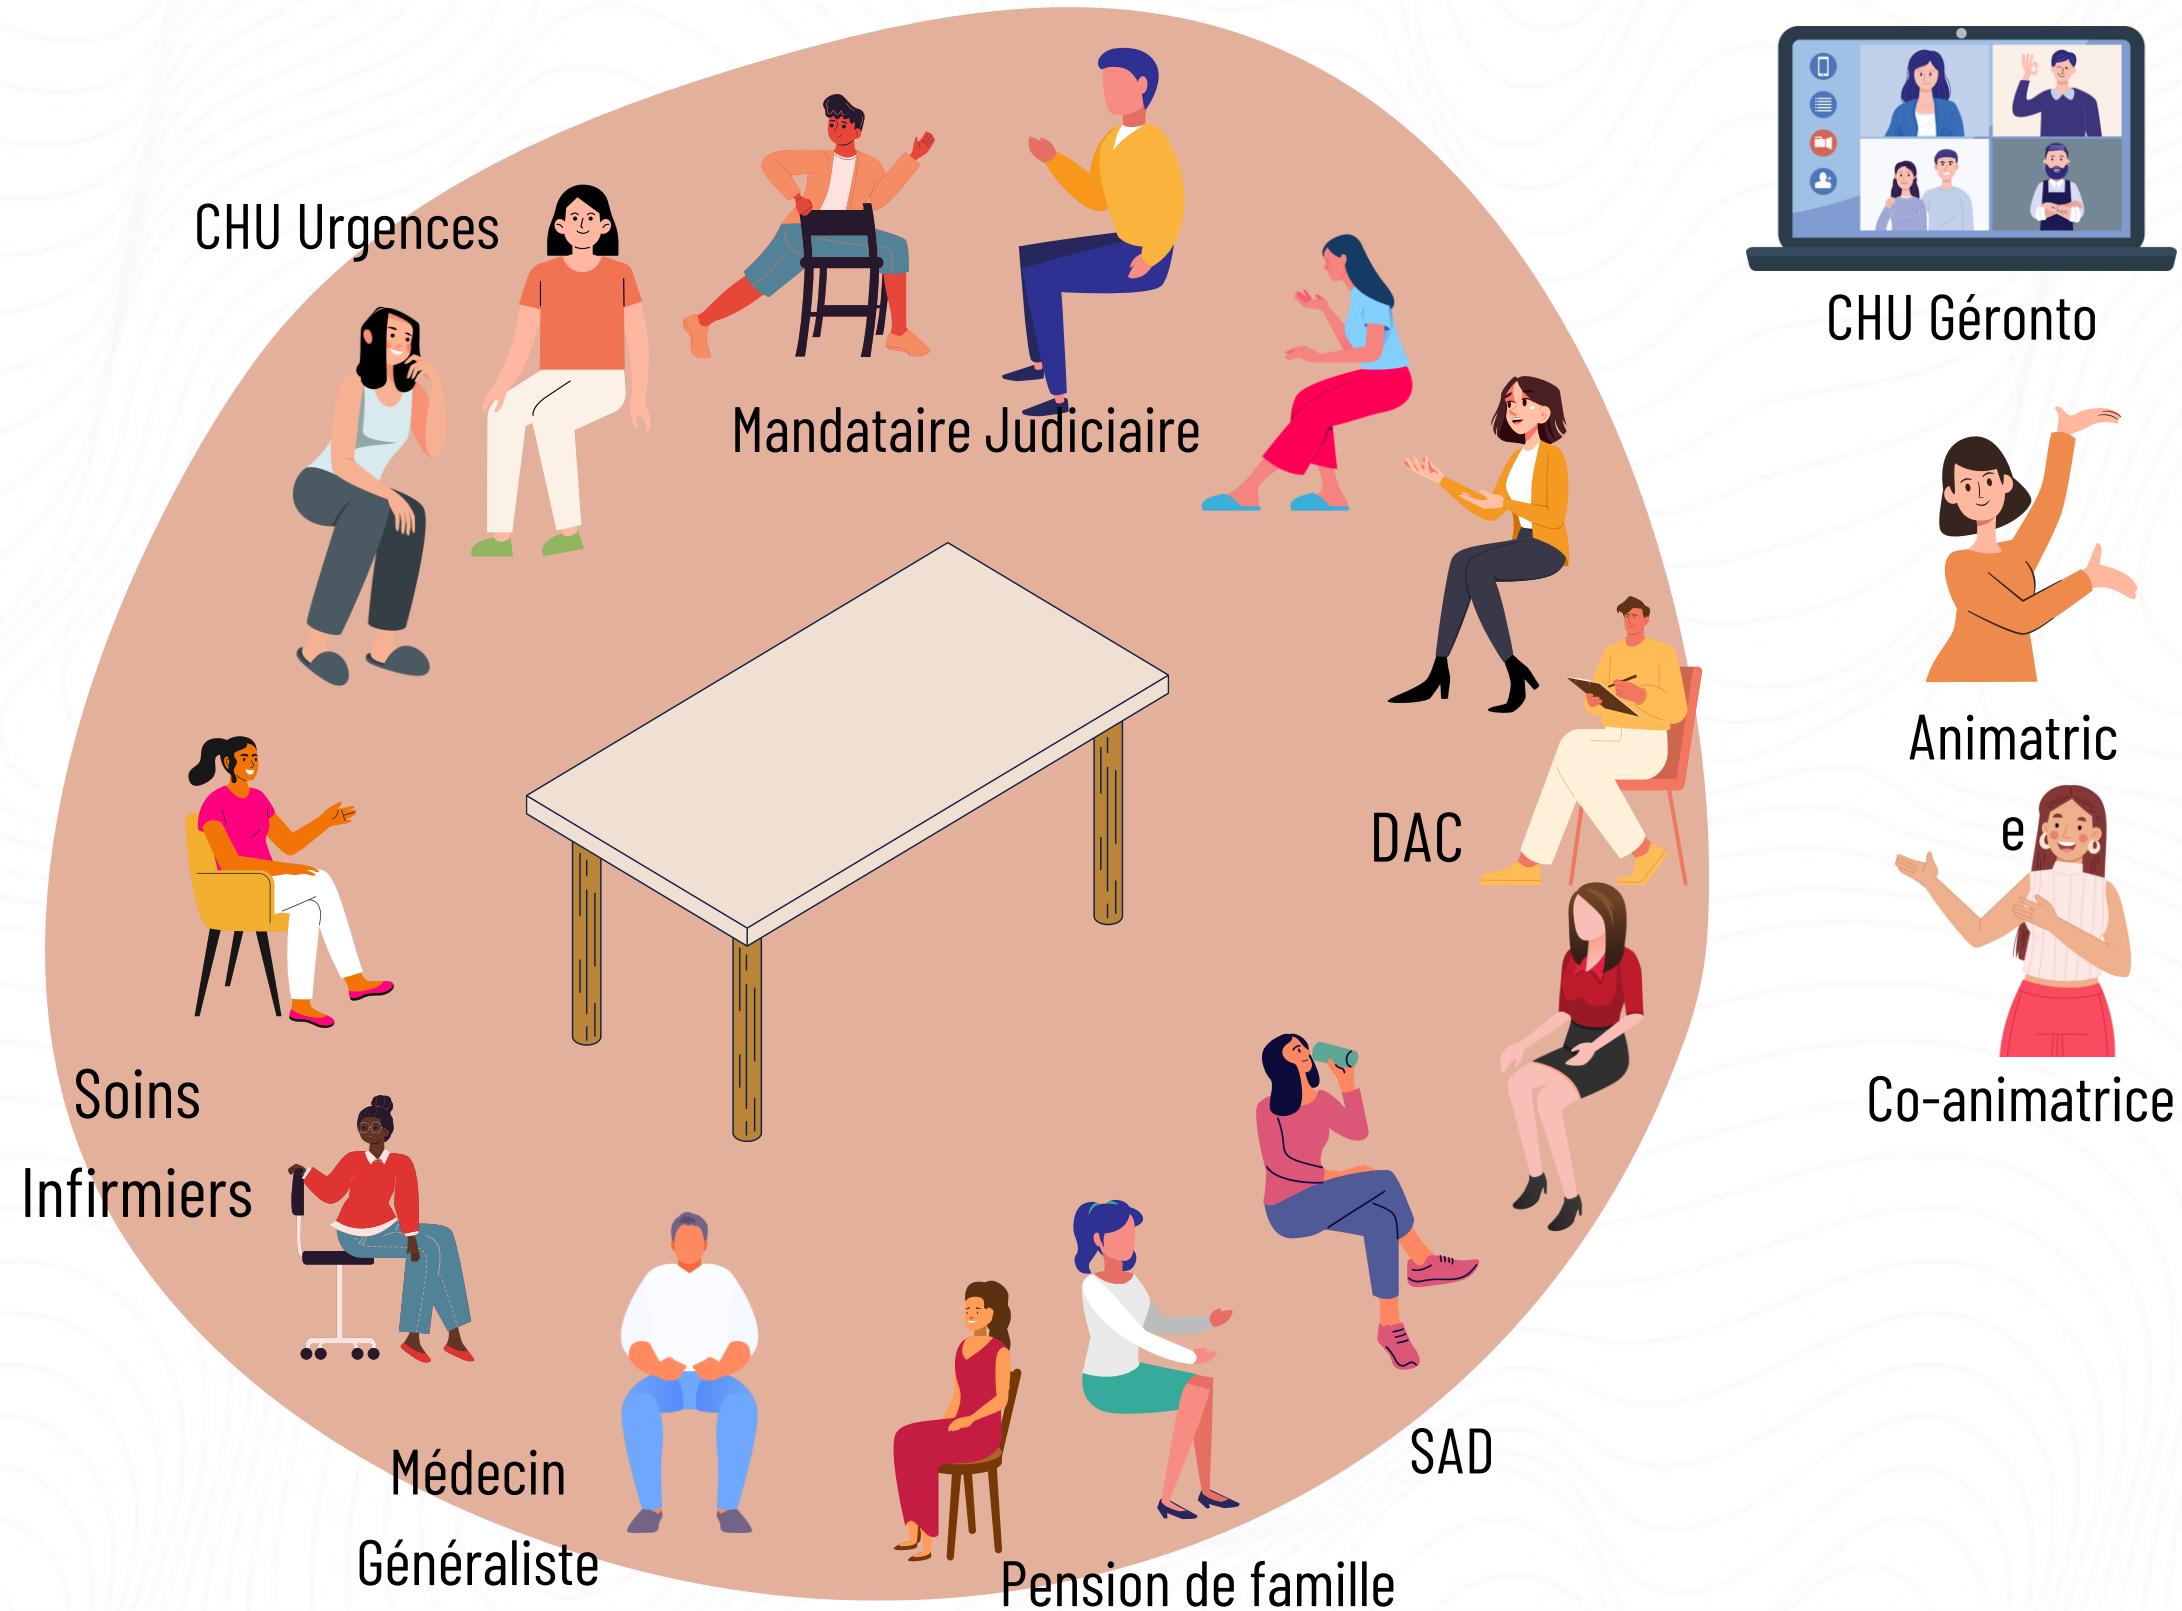 CHU Urgences
CHU Géronto
Mandataire Judiciaire
Animatric
e
DAC
Co-animatrice
Soins
Infirmiers
SAD
Médecin
Généraliste
Pension de famille